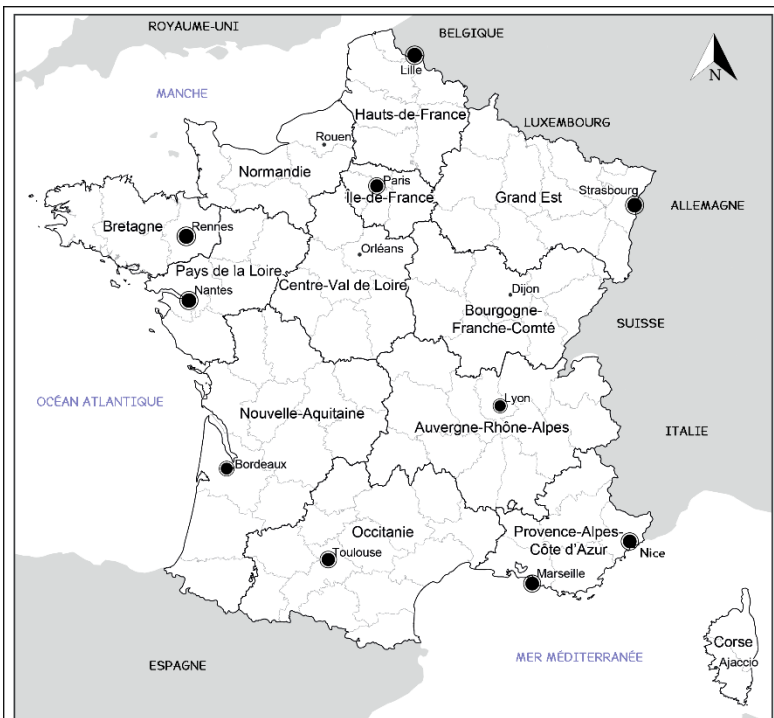 ROYAUME-UNI
BELGIQUE
Lille
MANCHE
N
Hauts-de-France
LUXEMBOURG
Rouen
Normandie
Paris
Île-de-France
Grand Est
Strasbourg
ALLEMAGNE
Bretagne
Rennes
Orléans
Pays de la Loire
Centre-Val de Loire
Nantes
Dijon
Bourgogne-
Franche-Comté
SUISSE
OCÉAN ATLANTIQUE
Nouvelle-Aquitaine
Lyon
Auvergne-Rhône-Alpes
ITALIE
Bordeaux
Occitanie
Provence-Alpes-
Côte d'Azur
Nice
Toulouse
Marseille
Corse
Ajaccio
ESPAGNE
MER MÉDITERRANÉE